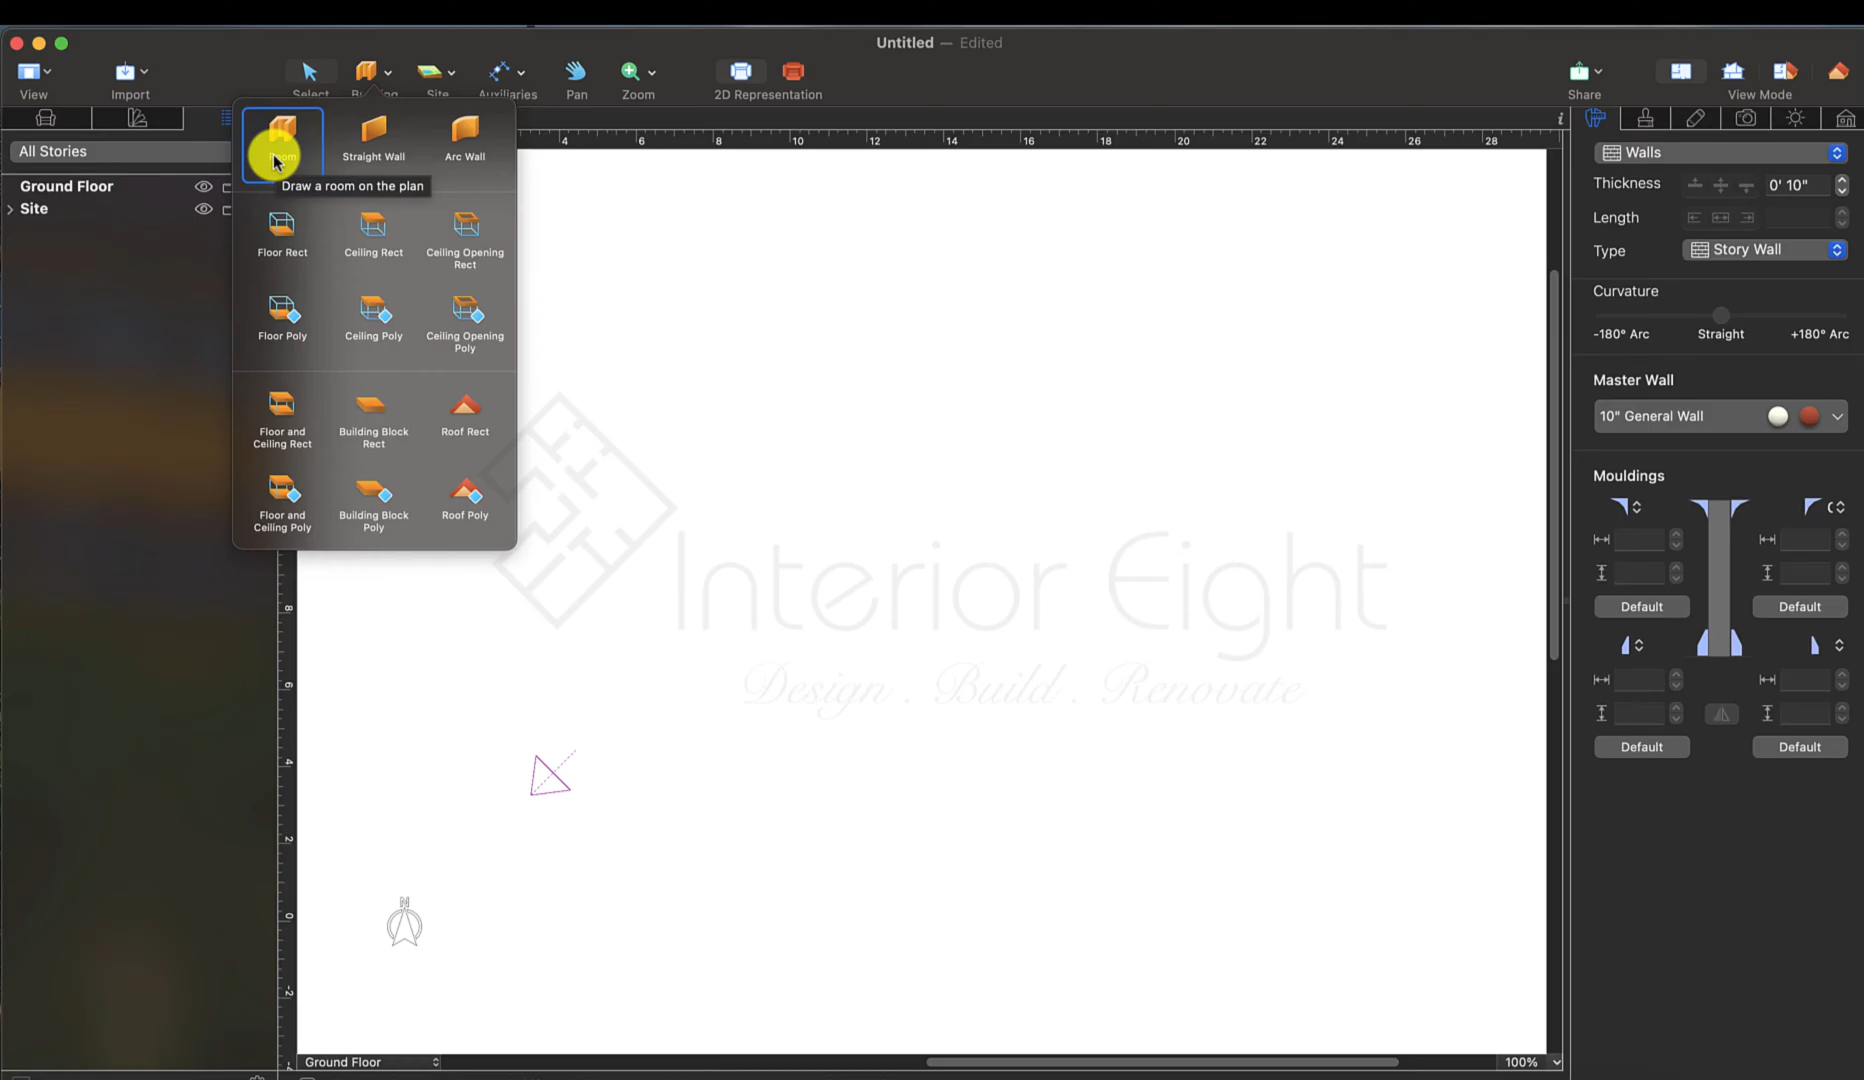 Untitled — Edited
View
Import
Select
Site
Auxiliaries
Pan
Zoom
2D Representation
Share
View Mode
Room
Straight Wall
Arc Wall
Draw a room on the plan
Floor Rect
Ceiling Rect
Ceiling Opening
Rect
Floor Poly
Ceiling Poly
Ceiling Opening
Poly
Floor and
Ceiling Rect
Building Block
Rect
Roof Rect
Floor and
Ceiling Poly
Building Block
Poly
Roof Poly
All Stories
Ground Floor
Site
4
10
12
14
16
18
20
22
24
26
28
8
6
4
2
0
-2
Interior Eight
Design . Build . Renovate
N
Ground Floor
100%
i
Walls
Thickness
0' 10"
Length
Type
Story Wall
Curvature
-180° Arc
Straight
+180° Arc
Master Wall
10" General Wall
Mouldings
Default
Default
Default
Default